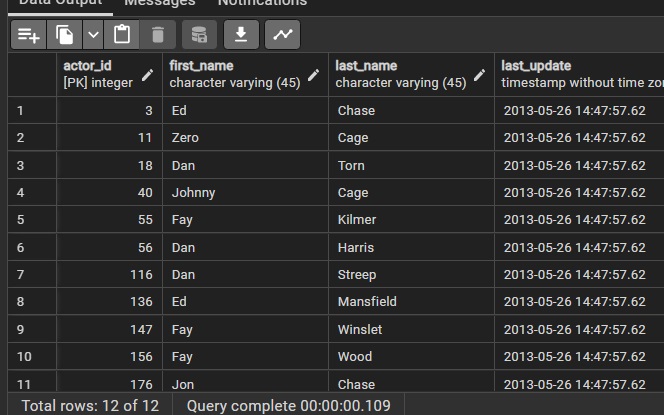 Data Output Messages Notifications
actor_id first_name last_name last_update
[PK] integer character varying (45) character varying (45) timestamp without time zo
1 3 Ed Chase 2013-05-26 14:47:57.62
2 11 Zero Cage 2013-05-26 14:47:57.62
3 18 Dan Torn 2013-05-26 14:47:57.62
4 40 Johnny Cage 2013-05-26 14:47:57.62
5 55 Fay Kilmer 2013-05-26 14:47:57.62
6 56 Dan Harris 2013-05-26 14:47:57.62
7 116 Dan Streep 2013-05-26 14:47:57.62
8 136 Ed Mansfield 2013-05-26 14:47:57.62
9 147 Fay Winslet 2013-05-26 14:47:57.62
10 156 Fay Wood 2013-05-26 14:47:57.62
11 176 Jon Chase 2013-05-26 14:47:57.62
Total rows: 12 of 12 Query complete 00:00:00.109